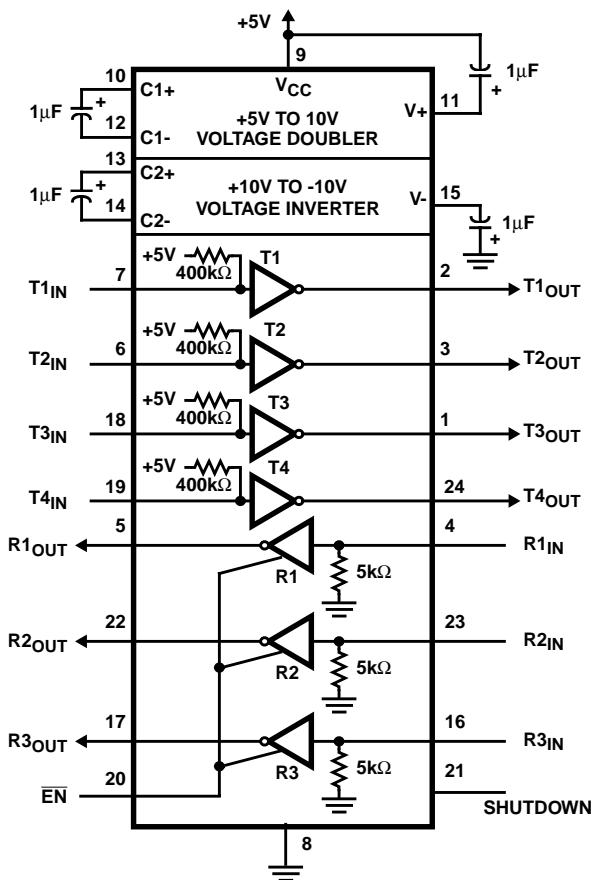 +5V
9
10
VCC
1µF
+
C1+
1µF
+
V+
11
12
C1-
+5V TO 10V
VOLTAGE DOUBLER
13
C2+
1µF
+
+10V TO -10V
VOLTAGE INVERTER
V-
15
14
C2-
1µF
+
+5V
400kΩ
T1
T1IN
7
2
T1OUT
+5V
400kΩ
T2
T2IN
6
3
T2OUT
+5V
400kΩ
T3
T3IN
18
1
T3OUT
+5V
400kΩ
T4
T4IN
19
24
T4OUT
R1OUT
5
4
R1IN
R1
5kΩ
R2OUT
22
23
R2IN
R2
5kΩ
R3OUT
17
16
R3IN
R3
5kΩ
EN
20
21
SHUTDOWN
8